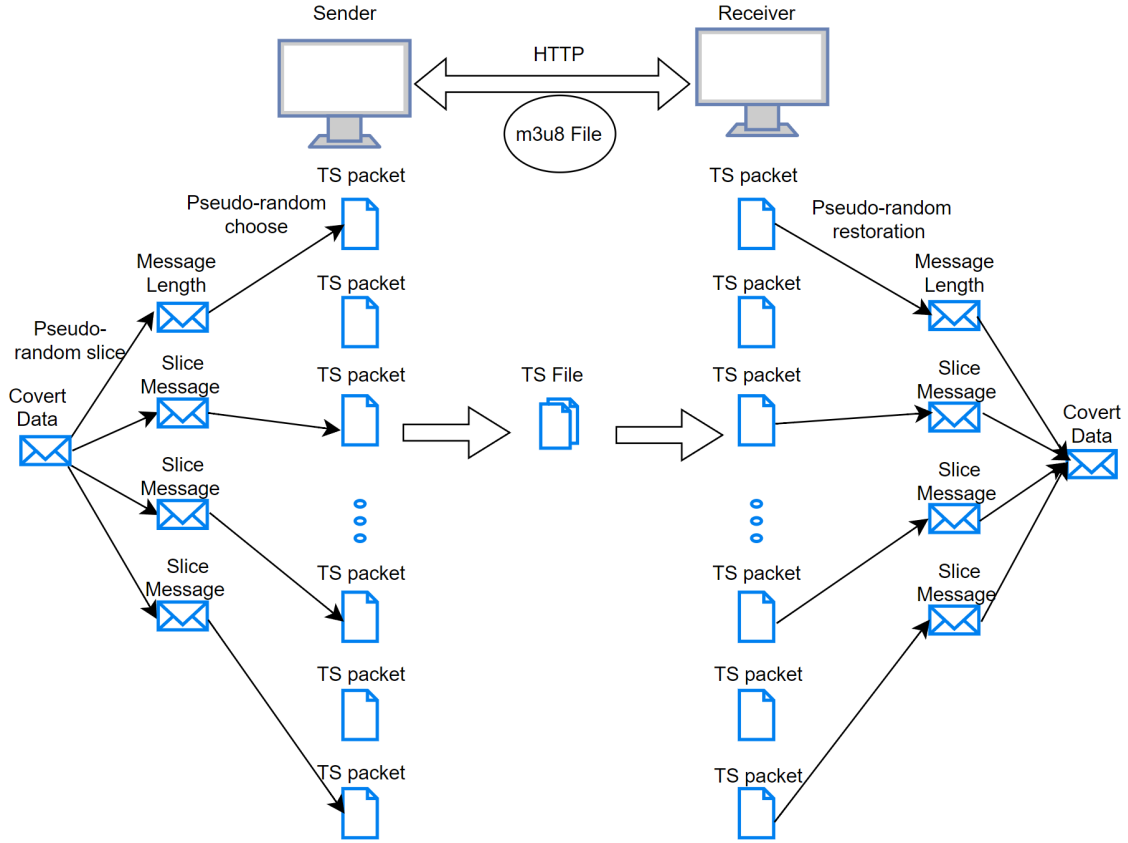 Sender
Receiver
HTTP
m3u8 File
TS packet
TS packet
Pseudo-random
choose
Pseudo-random
restoration
Message
Length
Message
Length
TS packet
TS packet
Pseudo-
random slice
Slice
Message
TS packet
TS File
TS packet
Slice
Message
Covert
Data
Covert
Data
Slice
Message
Slice
Message
Slice
Message
TS packet
TS packet
Slice
Message
TS packet
TS packet
TS packet
TS packet